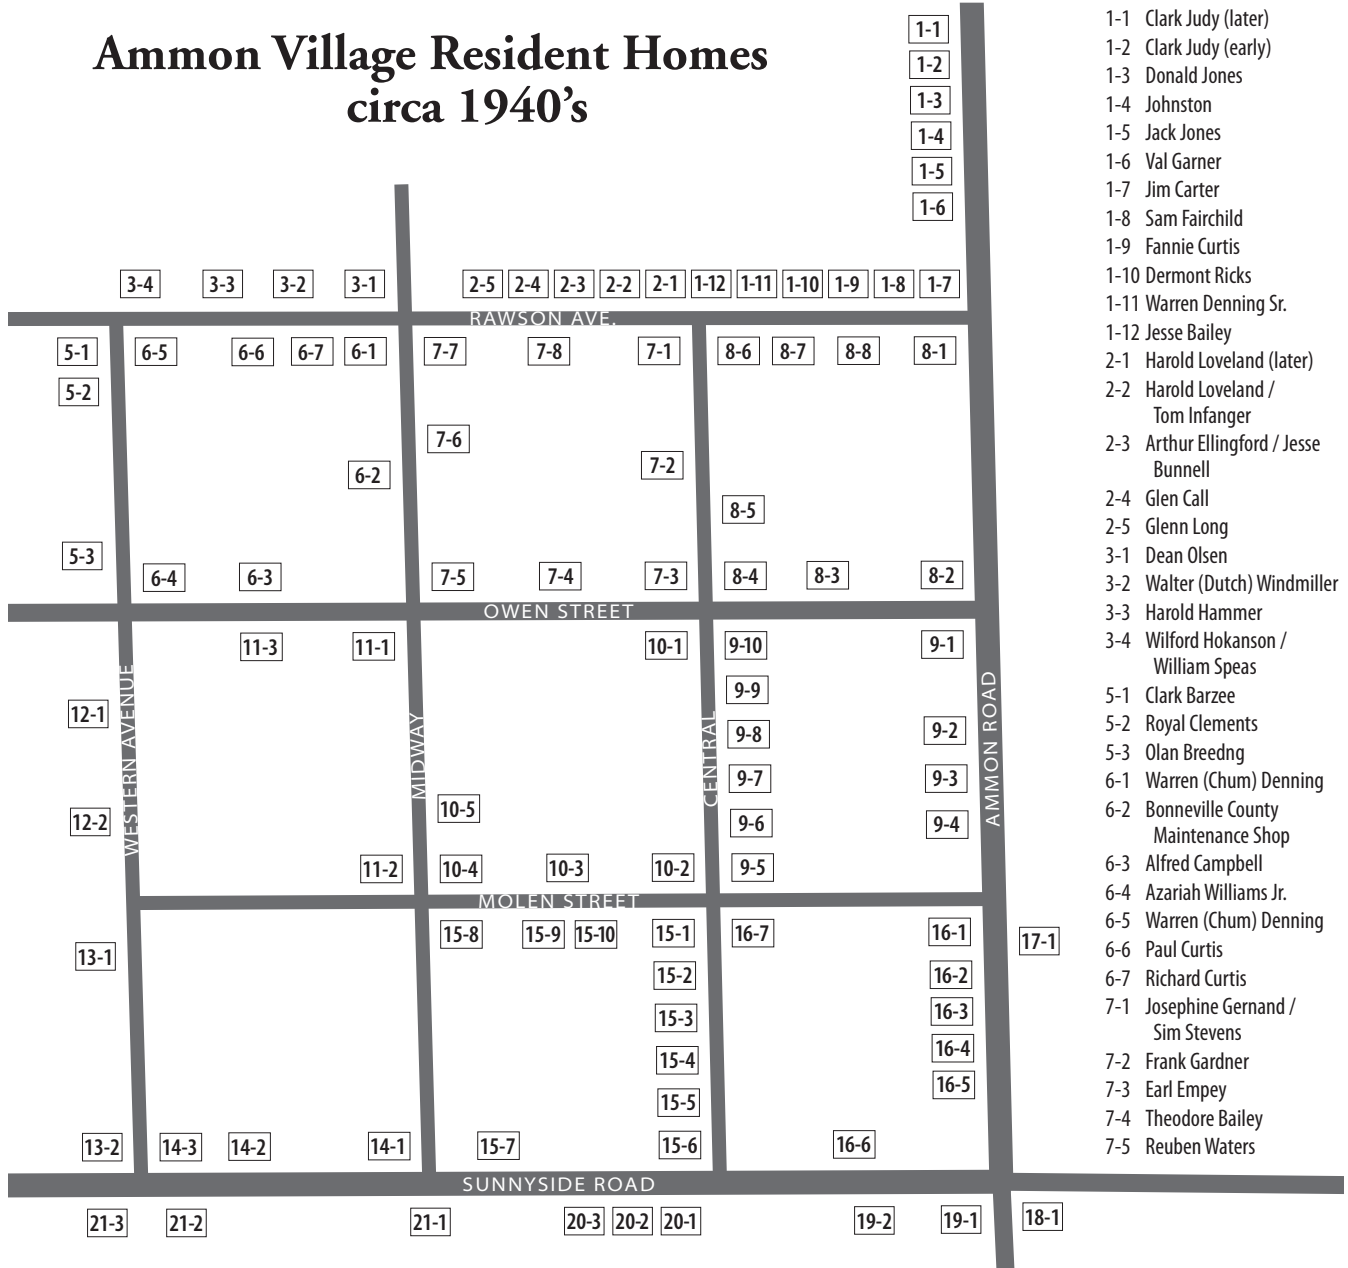 Ammon Village Resident Homes
circa 1940's
1-1
1-2
1-3
1-4
1-5
1-6
3-4 3-3 3-2 3-1 2-5 2-4 2-3 2-2 2-1 1-12 1-11 1-10 1-9 1-8 1-7
RAWSON AVE.
5-1 6-5 6-6 6-7 6-1 7-7 7-8 7-1 8-6 8-7 8-8 8-1
5-2
7-6
6-2 7-2
8-5
5-3
6-4 6-3 7-5 7-4 7-3 8-4 8-3 8-2
OWEN STREET
11-3 11-1 10-1 9-10 9-1
9-9
12-1
9-8 9-2
WESTERN AVENUE
MIDWAY
CENTRAL
AMMON ROAD
9-7 9-3
10-5
12-2 9-6 9-4
11-2 10-4 10-3 10-2 9-5
MOLEN STREET
15-8 15-9 15-10 15-1 16-7 16-1 17-1
13-1
15-2 16-2
15-3 16-3
15-4 16-4
15-5 16-5
13-2 14-3 14-2 14-1 15-7 15-6 16-6
SUNNYSIDE ROAD
21-3 21-2 21-1 20-3 20-2 20-1 19-2 19-1 18-1
1-1 Clark Judy (later)
1-2 Clark Judy (early)
1-3 Donald Jones
1-4 Johnston
1-5 Jack Jones
1-6 Val Garner
1-7 Jim Carter
1-8 Sam Fairchild
1-9 Fannie Curtis
1-10 Dermont Ricks
1-11 Warren Denning Sr.
1-12 Jesse Bailey
2-1 Harold Loveland (later)
2-2 Harold Loveland /
Tom Infanger
2-3 Arthur Ellingford / Jesse
Bunnell
2-4 Glen Call
2-5 Glenn Long
3-1 Dean Olsen
3-2 Walter (Dutch) Windmiller
3-3 Harold Hammer
3-4 Wilford Hokanson /
William Speas
5-1 Clark Barzee
5-2 Royal Clements
5-3 Olan Breedng
6-1 Warren (Chum) Denning
6-2 Bonneville County
Maintenance Shop
6-3 Alfred Campbell
6-4 Azariah Williams Jr.
6-5 Warren (Chum) Denning
6-6 Paul Curtis
6-7 Richard Curtis
7-1 Josephine Gernand /
Sim Stevens
7-2 Frank Gardner
7-3 Earl Empey
7-4 Theodore Bailey
7-5 Reuben Waters